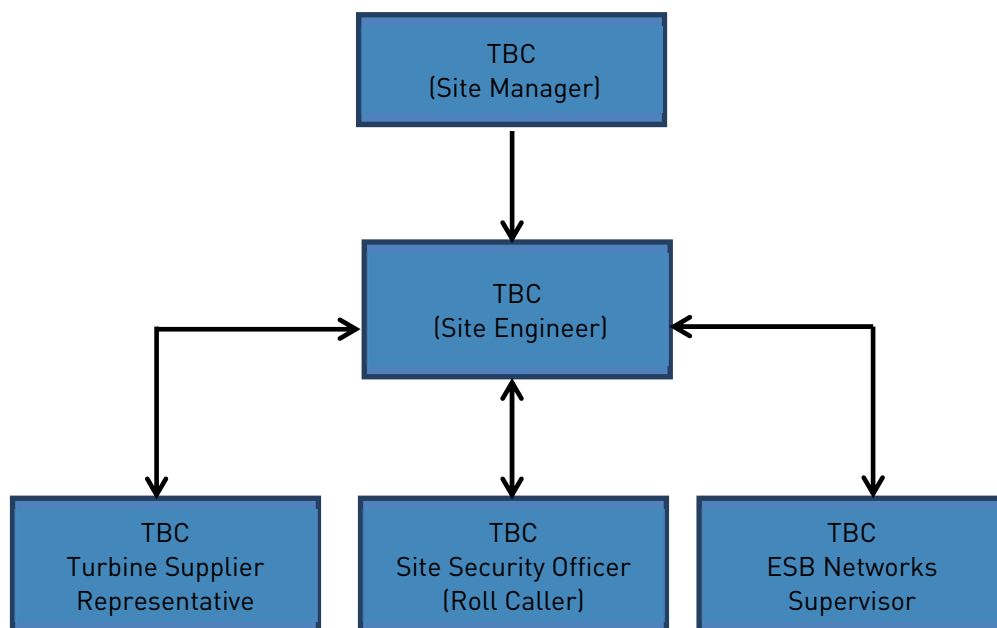 TBC
(Site Manager)
TBC
(Site Engineer)
TBC
Turbine Supplier
Representative
TBC
Site Security Officer
(Roll Caller)
TBC
ESB Networks
Supervisor